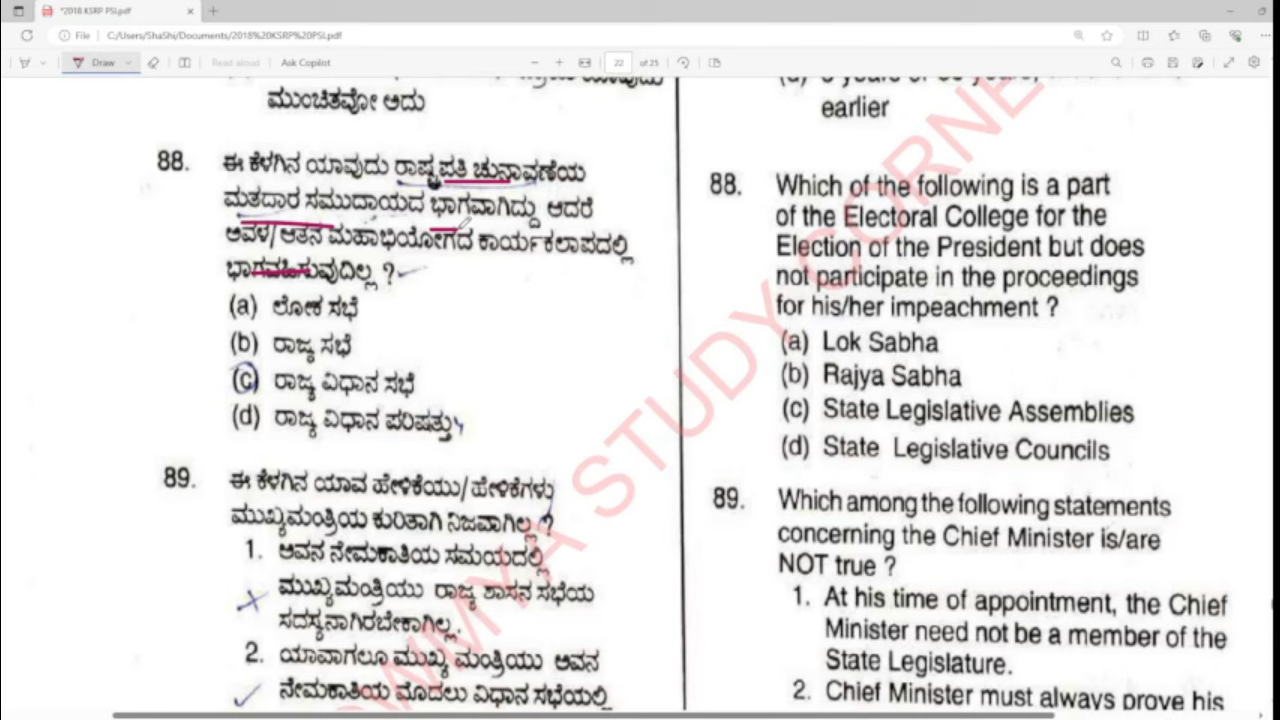 *2018 KSRP PSI.pdf
File
C:/Users/ShaShi/Documents/2018%20KSRP%20PSI.pdf
Draw
Read aloud
Ask Copilot
22
of 25
ಮುಂಚಿತವೋ ಅದು
88. ಈ ಕೆಳಗಿನ ಯಾವುದು ರಾಷ್ಟ್ರಪತಿ ಚುನಾವಣೆಯ
ಮತದಾರ ಸಮುದಾಯದ ಭಾಗವಾಗಿದ್ದು ಆದರೆ
ಅವಳ/ಆತನ ಮಹಾಭಿಯೋಗದ ಕಾರ್ಯಕಲಾಪದಲ್ಲಿ
ಭಾಗವಹಿಸುವುದಿಲ್ಲ ?
(a) ಲೋಕ ಸಭೆ
(b) ರಾಜ್ಯ ಸಭೆ
(c) ರಾಜ್ಯ ವಿಧಾನ ಸಭೆ
(d) ರಾಜ್ಯ ವಿಧಾನ ಪರಿಷತ್ತು
89. ಈ ಕೆಳಗಿನ ಯಾವ ಹೇಳಿಕೆಯು/ಹೇಳಿಕೆಗಳು
ಮುಖ್ಯಮಂತ್ರಿಯ ಕುರಿತಾಗಿ ನಿಜವಾಗಿಲ್ಲ ?
1. ಅವನ ನೇಮಕಾತಿಯ ಸಮಯದಲ್ಲಿ
ಮುಖ್ಯಮಂತ್ರಿಯು ರಾಜ್ಯ ಶಾಸನ ಸಭೆಯ
ಸದಸ್ಯನಾಗಿರಬೇಕಾಗಿಲ್ಲ.
2. ಯಾವಾಗಲೂ ಮುಖ್ಯ ಮಂತ್ರಿಯು ಅವನ
ನೇಮಕಾತಿಯ ಮೊದಲು ವಿಧಾನ ಸಭೆಯಲ್ಲಿ
earlier
88. Which of the following is a part
of the Electoral College for the
Election of the President but does
not participate in the proceedings
for his/her impeachment ?
(a) Lok Sabha
(b) Rajya Sabha
(c) State Legislative Assemblies
(d) State Legislative Councils
89. Which among the following statements
concerning the Chief Minister is/are
NOT true ?
1. At his time of appointment, the Chief
Minister need not be a member of the
State Legislature.
2. Chief Minister must always prove his
OWMYA STUDY CORNE